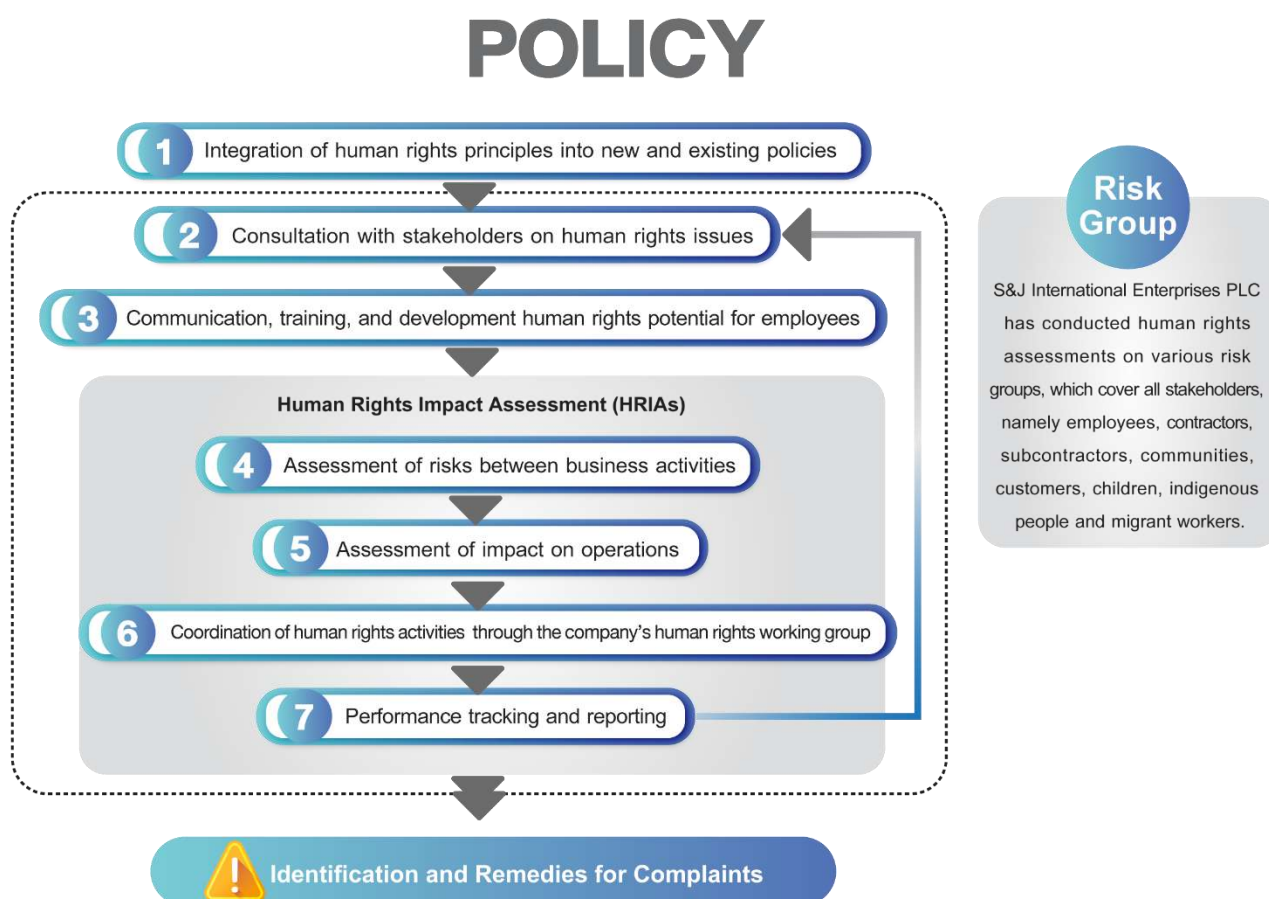 POLICY
1 Integration of human rights principles into new and existing policies
2 Consultation with stakeholders on human rights issues
3 Communication, training, and development human rights potential for employees
Human Rights Impact Assessment (HRIAs)
4 Assessment of risks between business activities
5 Assessment of impact on operations
6 Coordination of human rights activities through the company's human rights working group
7 Performance tracking and reporting
Identification and Remedies for Complaints
Risk
Group
S&J International Enterprises PLC
has conducted human rights
assessments on various risk
groups, which cover all stakeholders,
namely employees, contractors,
subcontractors, communities,
customers, children, indigenous
people and migrant workers.